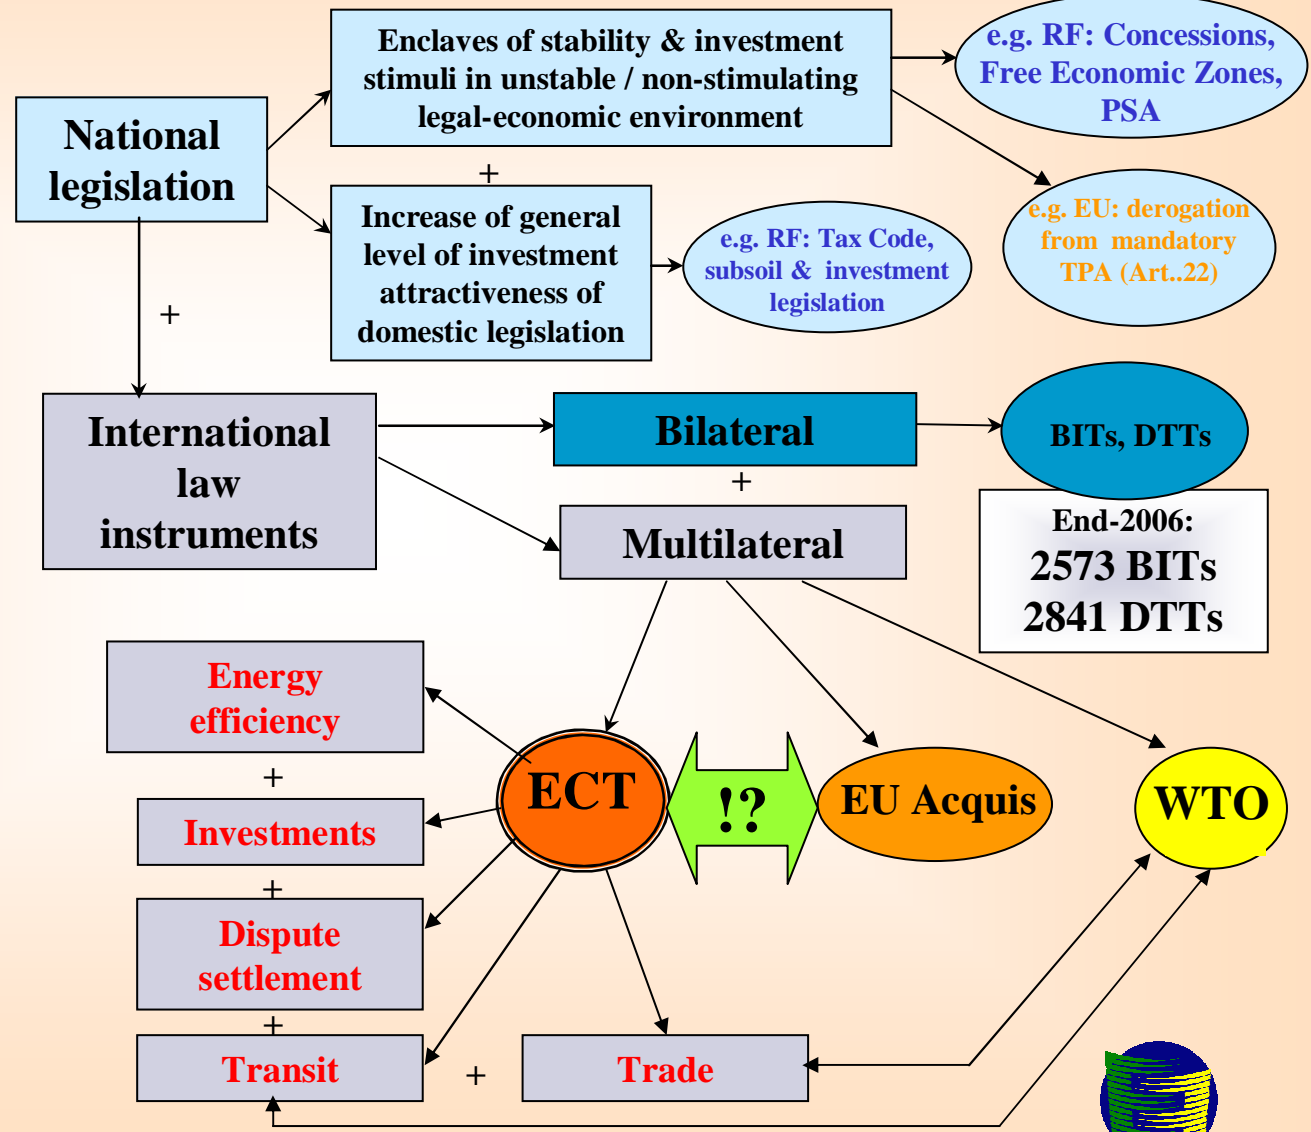 Enclaves of stability & investment
stimuli in unstable / non-stimulating
legal-economic environment
e.g. RF: Concessions,
Free Economic Zones,
PSA
National
legislation
+
Increase of general
level of investment
attractiveness of
domestic legislation
e.g. RF: Tax Code,
subsoil & investment
legislation
e.g. EU: derogation
from mandatory
TPA (Art..22)
+
International
law
instruments
Bilateral
BITs, DTTs
+
Multilateral
End-2006:
2573 BITs
2841 DTTs
Energy
efficiency
+
Investments
+
Dispute
settlement
+
Transit
+
Trade
ECT
!?
EU Acquis
WTO